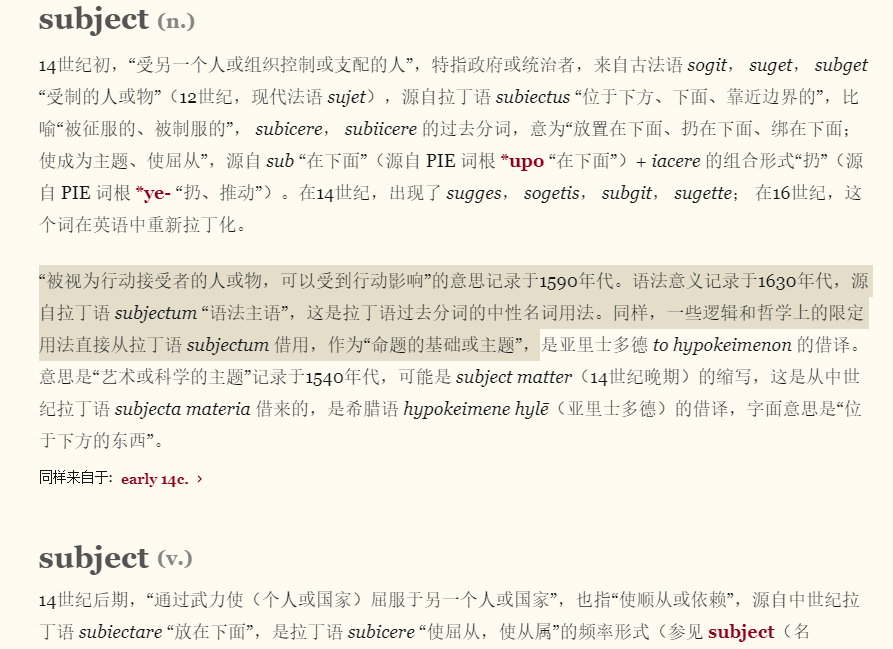 subject (n.)
14世纪初，“受另一个人或组织控制或支配的人”，特指政府或统治者，来自古法语 sogit， suget， subget
“受制的人或物”（12世纪，现代法语 sujet），源自拉丁语 subiectus “位于下方、下面、靠近边界的”，比
喻“被征服的、被制服的”， subicere， subiicere 的过去分词，意为“放置在下面、扔在下面、绑在下面；
使成为主题、使屈从”，源自 sub “在下面”（源自 PIE 词根 *upo “在下面”）+ iacere 的组合形式“扔”（源
自 PIE 词根 *ye- “扔、推动”）。在14世纪，出现了 sugges， sogetis， subgit， sugette； 在16世纪，这
个词在英语中重新拉丁化。
“被视为行动接受者的人或物，可以受到行动影响”的意思记录于1590年代。语法意义记录于1630年代，源
自拉丁语 subjectum “语法主语”，这是拉丁语过去分词的中性名词用法。同样，一些逻辑和哲学上的限定
用法直接从拉丁语 subjectum 借用，作为“命题的基础或主题”，是亚里士多德 to hypokeimenon 的借译。
意思是“艺术或科学的主题”记录于1540年代，可能是 subject matter（14世纪晚期）的缩写，这是从中世
纪拉丁语 subjecta materia 借来的，是希腊语 hypokeimene hylē（亚里士多德）的借译，字面意思是“位
于下方的东西”。
同样来自于: early 14c. ›
subject (v.)
14世纪后期，“通过武力使（个人或国家）屈服于另一个人或国家”，也指“使顺从或依赖”，源自中世纪拉
丁语 subiectare “放在下面”，是拉丁语 subicere “使屈从，使从属”的频率形式（参见 subject（名